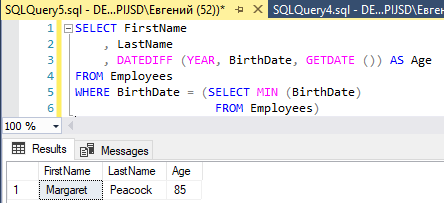 SQLQuery5.sql - DE...PIJSD\Евгений (52))* SQLQuery4.sql - DE...PIJSD\Евге
1 SELECT FirstName
2 , LastName
3 , DATEDIFF (YEAR, BirthDate, GETDATE ()) AS Age
4 FROM Employees
5 WHERE BirthDate = (SELECT MIN (BirthDate)
6 FROM Employees)
100 %
Results Messages
FirstName LastName Age
1 Margaret Peacock 85